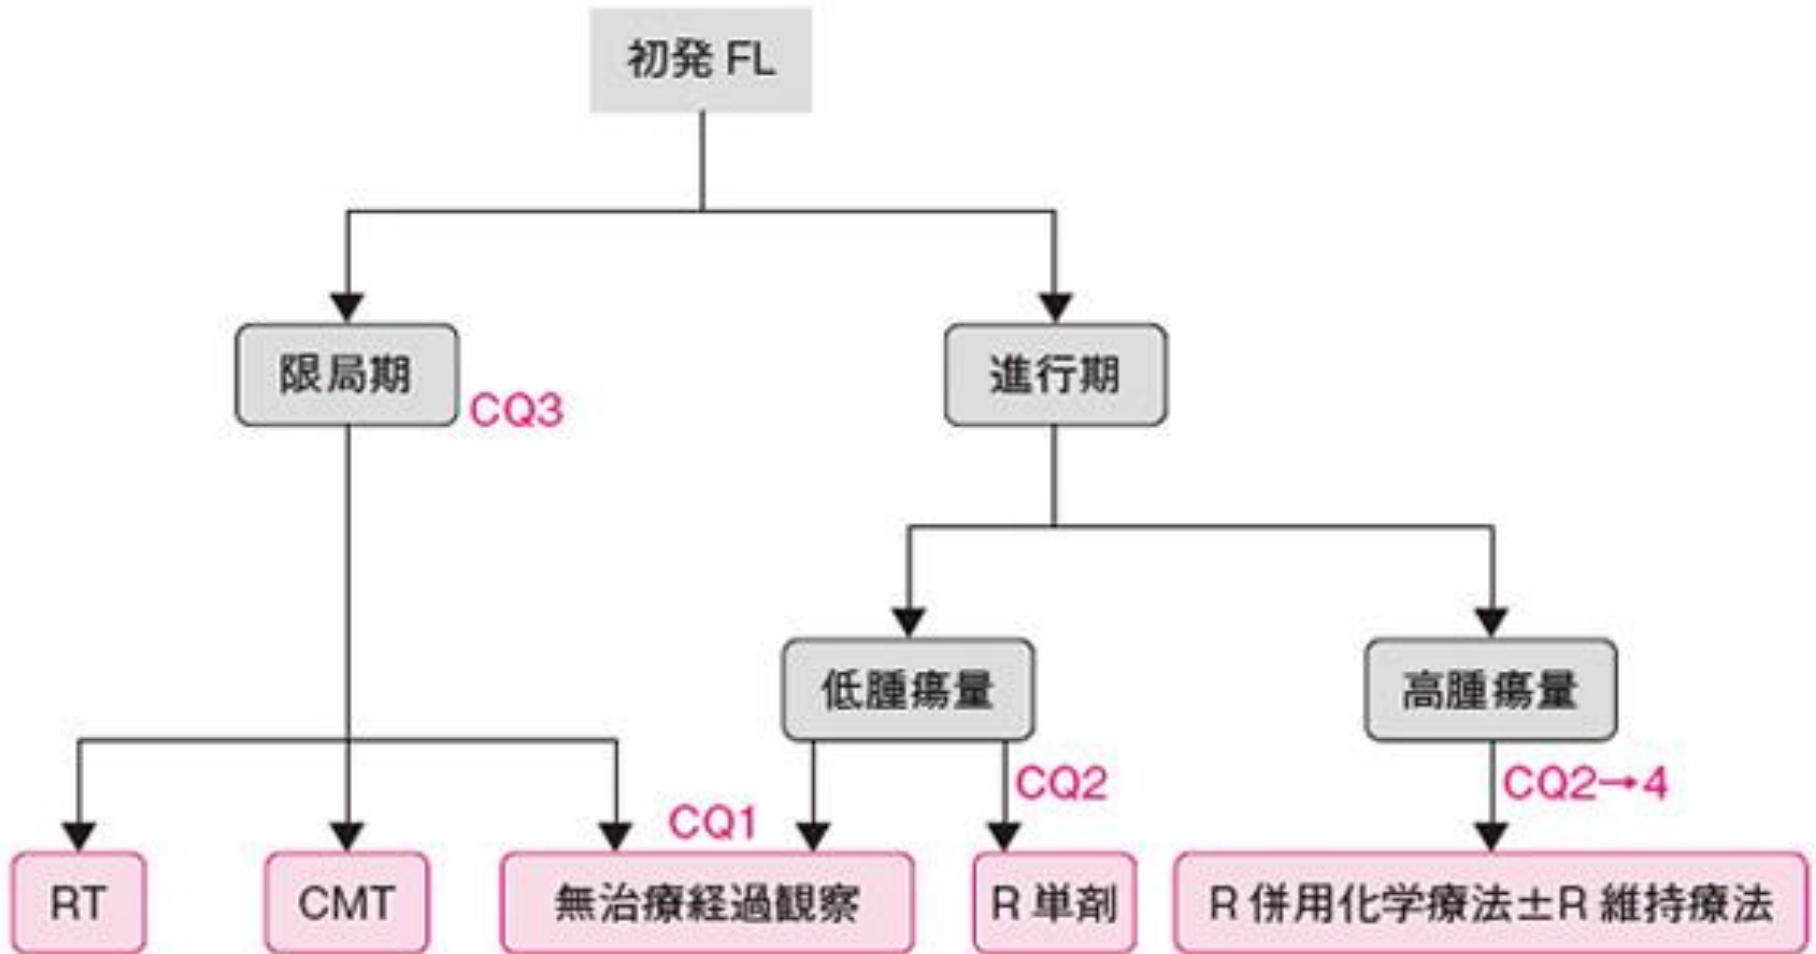 初発 FL
限局期
CQ3
進行期
低腫瘍量
高腫瘍量
CQ1
CQ2
CQ2→4
RT
CMT
無治療経過観察
R 単剤
R 併用化学療法±R 維持療法